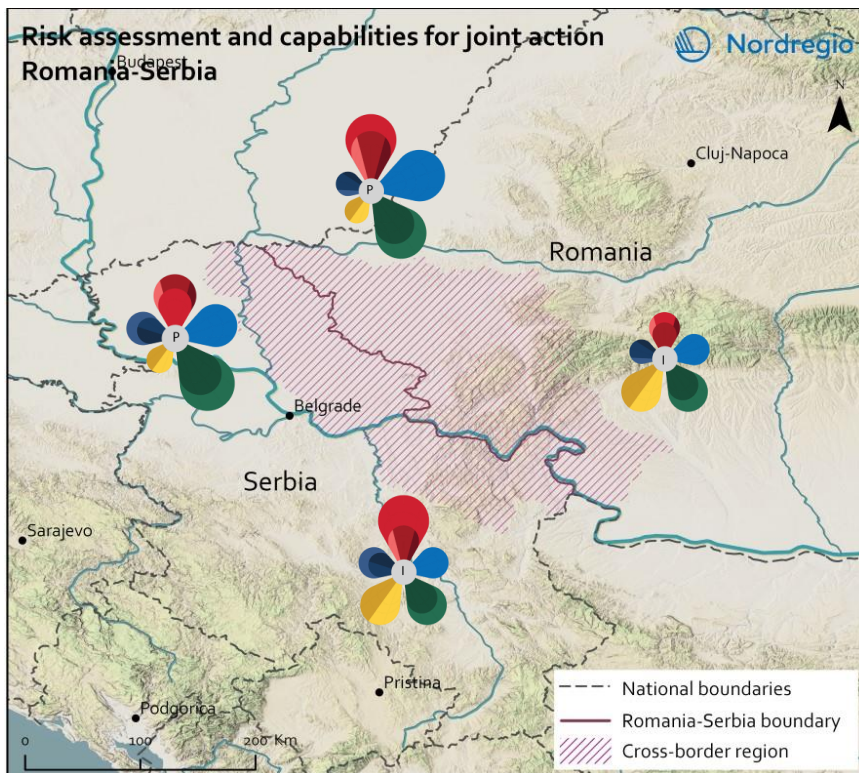 Risk assessment and capabilities for joint action
Romania-Serbia
Nordregio
Budapest
N
Cluj-Napoca
P
Romania
P
I
Belgrade
Serbia
Sarajevo
I
Pristina
Podgorica
0 100 200 Km
National boundaries
Romania-Serbia boundary
Cross-border region